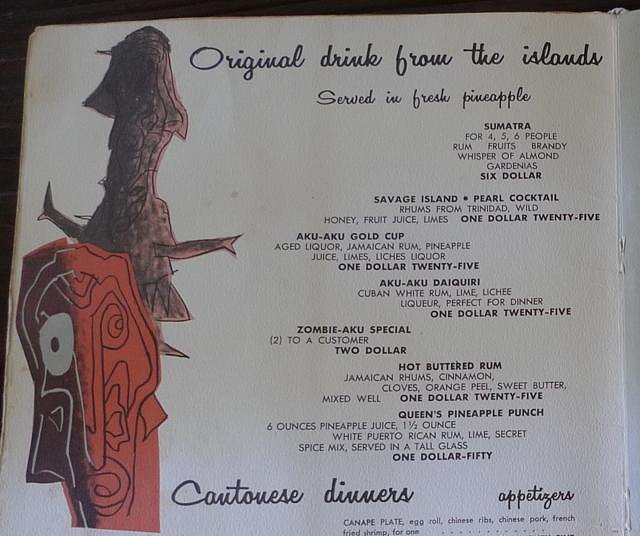 Original drink from the islands
Served in fresh pineapple
SUMATRA
FOR 4, 5, 6 PEOPLE
RUM FRUITS BRANDY
WHISPER OF ALMOND
GARDENIAS
SIX DOLLAR
SAVAGE ISLAND • PEARL COCKTAIL
RHUMS FROM TRINIDAD, WILD
HONEY, FRUIT JUICE, LIMES ONE DOLLAR TWENTY-FIVE
AKU-AKU GOLD CUP
AGED LIQUOR, JAMAICAN RUM, PINEAPPLE
JUICE, LIMES, LICHES LIQUOR
ONE DOLLAR TWENTY-FIVE
AKU-AKU DAIQUIRI
CUBAN WHITE RUM, LIME, LICHEE
LIQUEUR, PERFECT FOR DINNER
ONE DOLLAR TWENTY-FIVE
ZOMBIE-AKU SPECIAL
(2) TO A CUSTOMER
TWO DOLLAR
HOT BUTTERED RUM
JAMAICAN RHUMS, CINNAMON,
CLOVES, ORANGE PEEL, SWEET BUTTER,
MIXED WELL ONE DOLLAR TWENTY-FIVE
QUEEN'S PINEAPPLE PUNCH
6 OUNCES PINEAPPLE JUICE, 1½ OUNCE
WHITE PUERTO RICAN RUM, LIME, SECRET
SPICE MIX, SERVED IN A TALL GLASS
ONE DOLLAR-FIFTY
Cantonese dinners appetizers
CANAPE PLATE, egg roll, chinese ribs, chinese pork, french
fried shrimp, for one